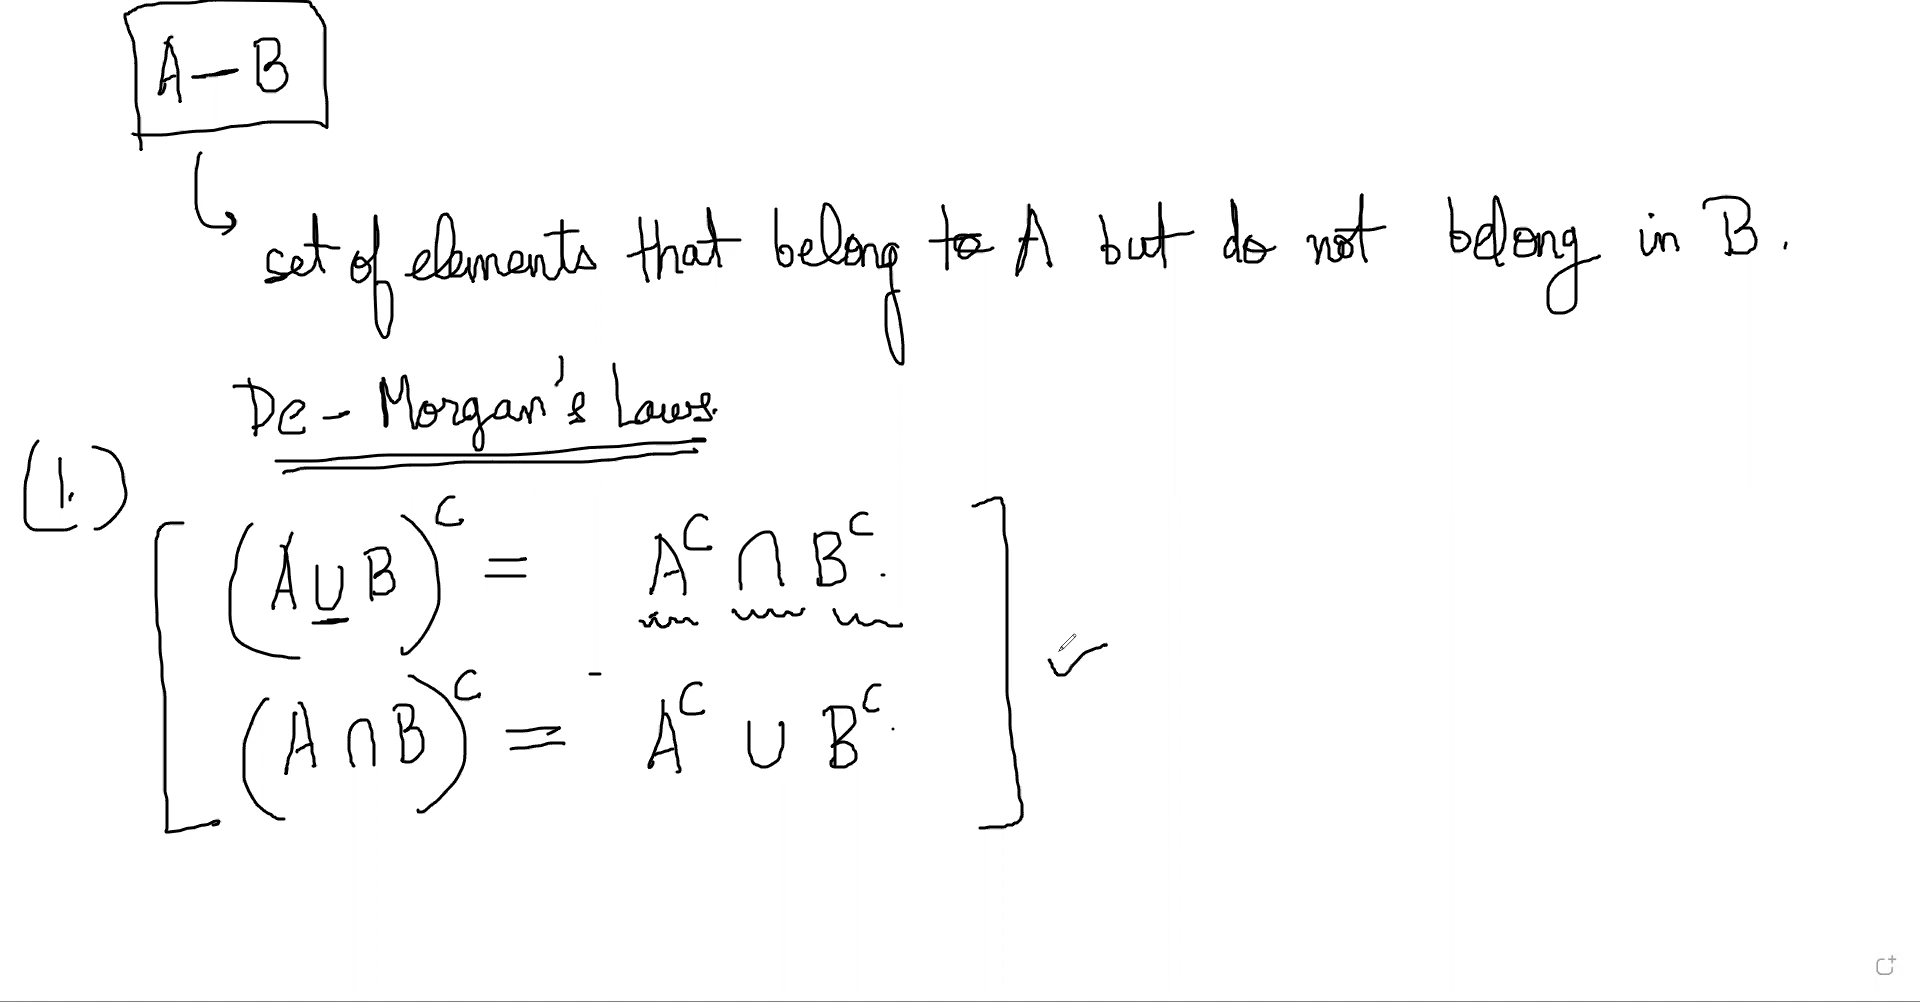 A - B
set of elements that belong to A but do not belong in B.
De - Morgan's Laws.
(1.)
(A ∪ B)^C = A^C ∩ B^C.
(A ∩ B)^C = A^C ∪ B^C.